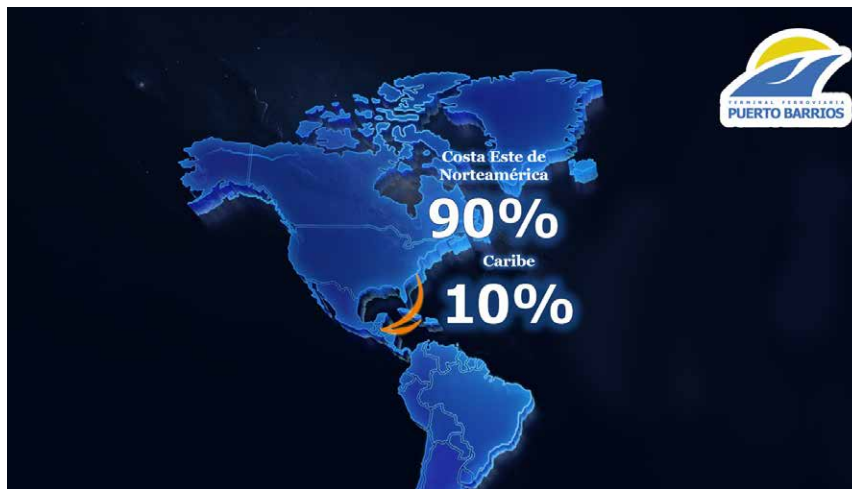 TERMINAL FERROVIARIA
PUERTO BARRIOS
Costa Este de
Norteamérica
90%
Caribe
10%